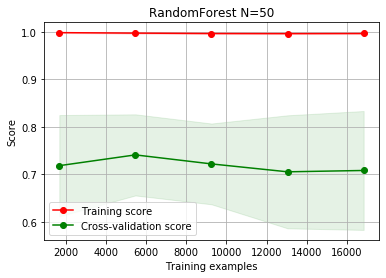 RandomForest N=50
1.0
0.9
0.8
0.7
0.6
Score
Training score
Cross-validation score
2000 4000 6000 8000 10000 12000 14000 16000
Training examples